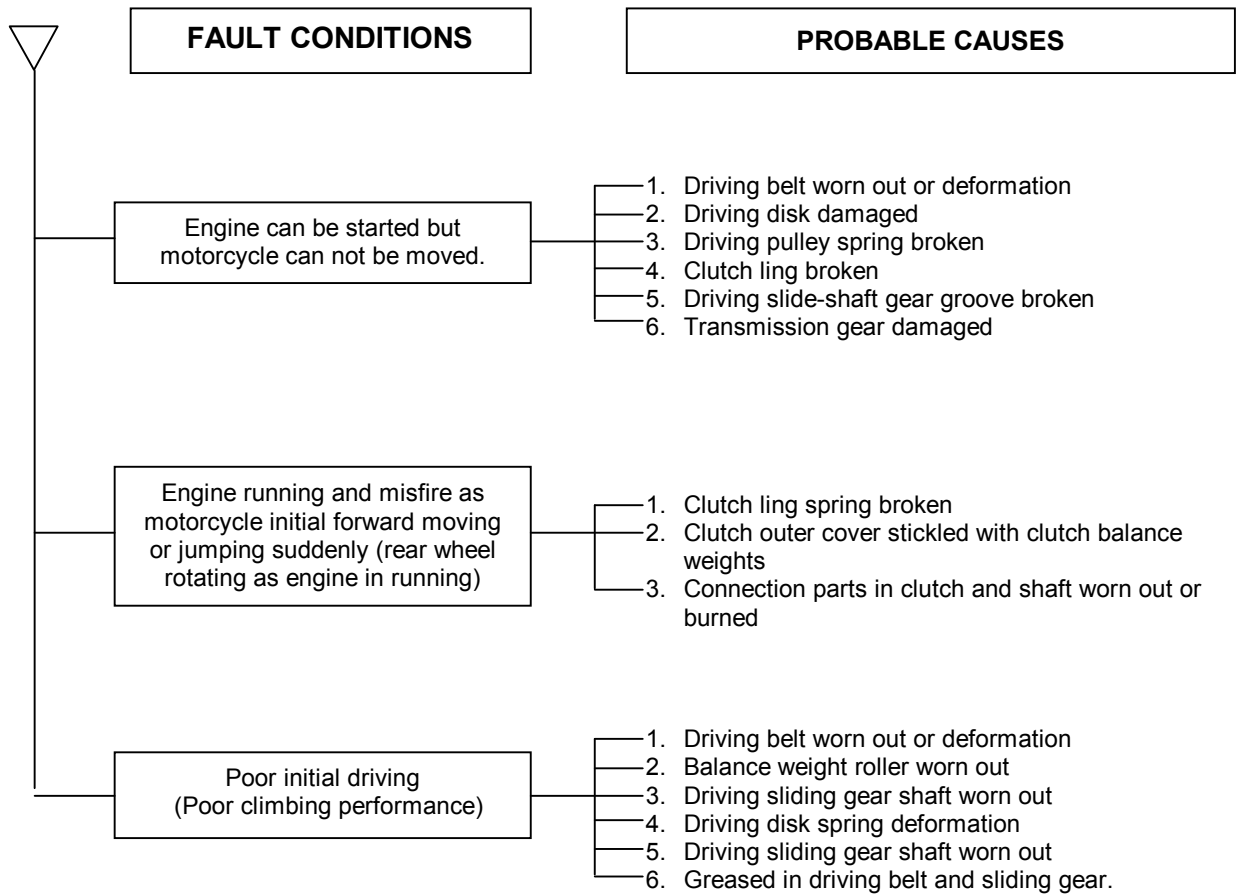 FAULT CONDITIONS
PROBABLE CAUSES
Engine can be started but
motorcycle can not be moved.
1. Driving belt worn out or deformation
2. Driving disk damaged
3. Driving pulley spring broken
4. Clutch ling broken
5. Driving slide-shaft gear groove broken
6. Transmission gear damaged
Engine running and misfire as
motorcycle initial forward moving
or jumping suddenly (rear wheel
rotating as engine in running)
1. Clutch ling spring broken
2. Clutch outer cover stickled with clutch balance
weights
3. Connection parts in clutch and shaft worn out or
burned
Poor initial driving
(Poor climbing performance)
1. Driving belt worn out or deformation
2. Balance weight roller worn out
3. Driving sliding gear shaft worn out
4. Driving disk spring deformation
5. Driving sliding gear shaft worn out
6. Greased in driving belt and sliding gear.